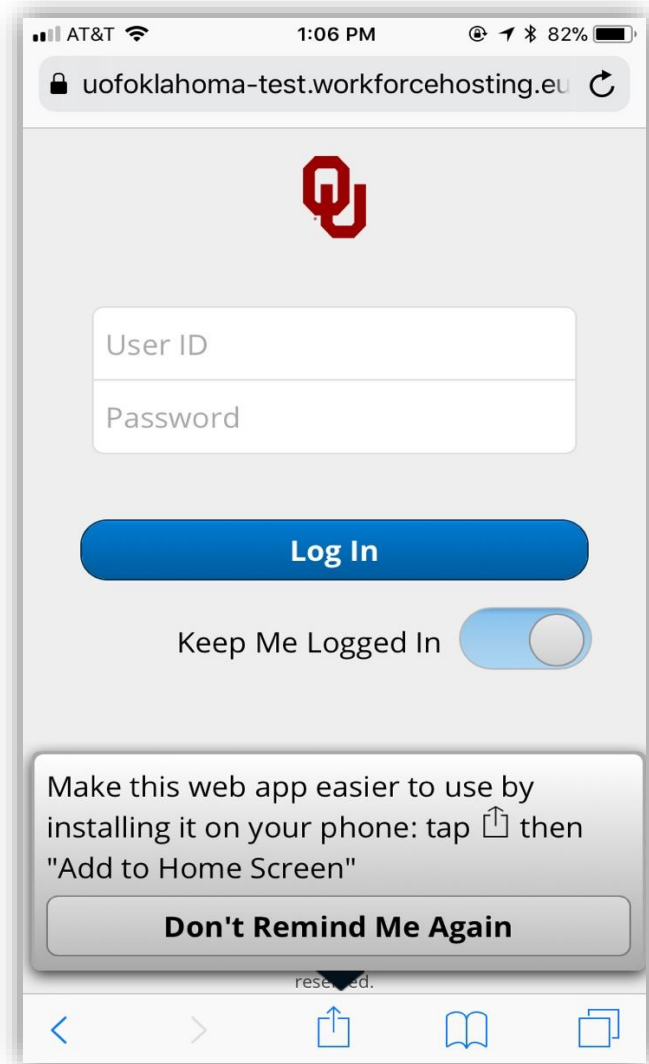 AT&T 1:06 PM 82%
uofoklahoma-test.workforcehosting.eu
OU
User ID
Password
Log In
Keep Me Logged In
Make this web app easier to use by
installing it on your phone: tap then
"Add to Home Screen"
Don't Remind Me Again